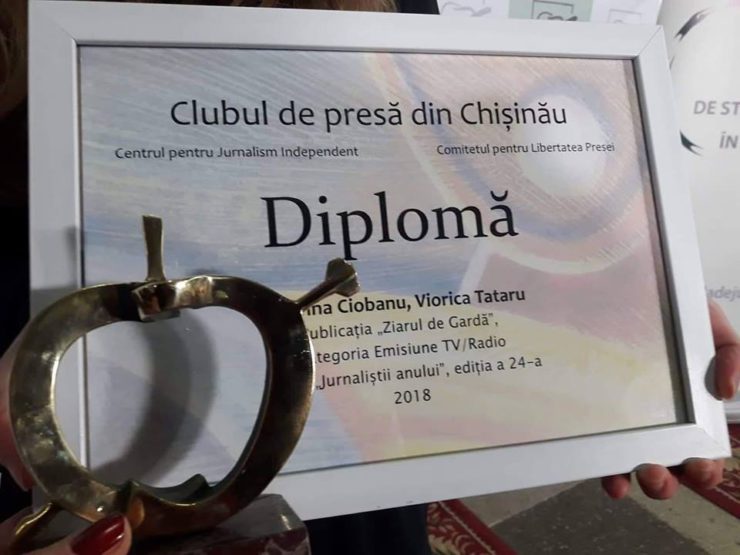 Clubul de presă din Chișinău
Centrul pentru Jurnalism Independent
Comitetul pentru Libertatea Presei
Diplomă
Ciobanu, Viorica Tataru
„Ziarul de Gardă”,
Emisiune TV/Radio
„Jurnaliștii anului”, ediția a 24-a
2018
DE
ÎN